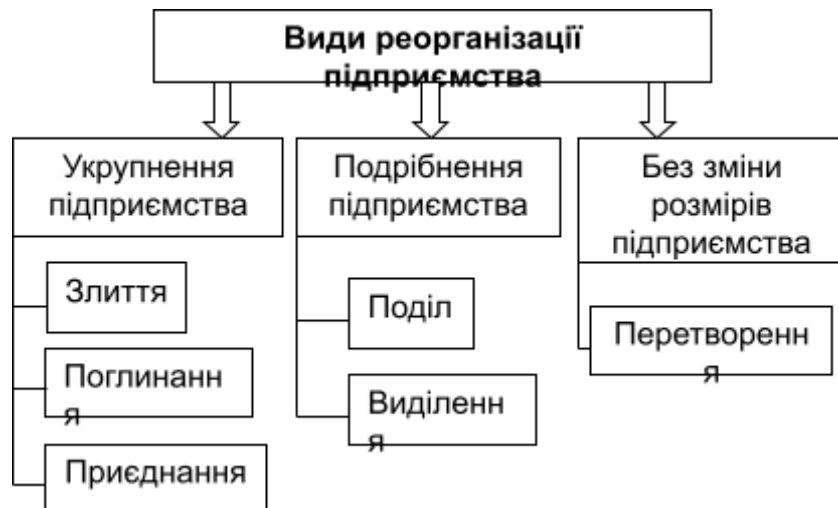 Види реорганізації
підприємства
Укрупнення
підприємства
Подрібнення
підприємства
Без зміни
розмірів
підприємства
Злиття
Поглинанн
я
Приєднання
Поділ
Виділенн
я
Перетворенн
я